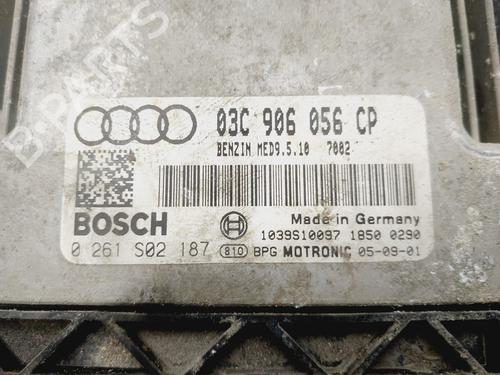 B-PARTS
03C 906 056 CP
BENZIN MED9.5.10 7002
BOSCH
Made in Germany
1039S10097 1850 0290
0 261 S02 187 810 BPG MOTRONIC 05-09-01